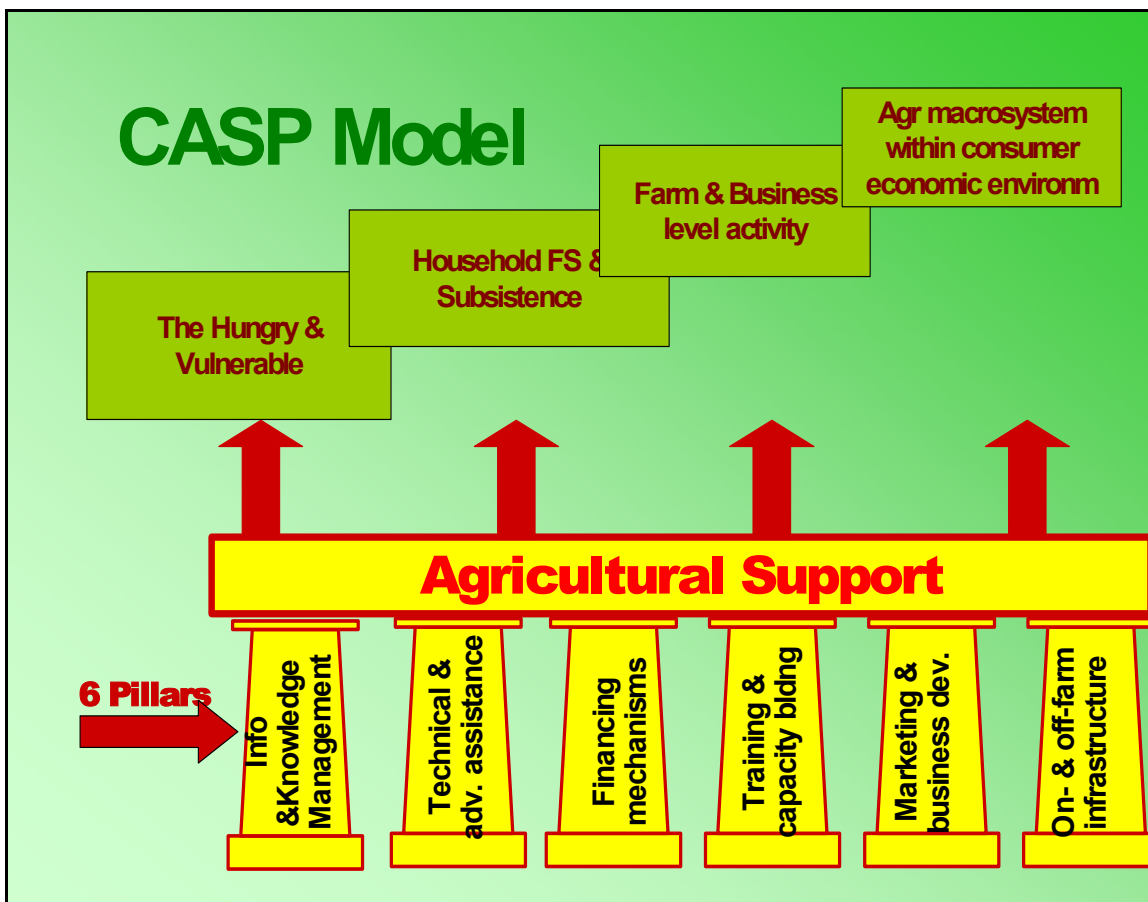 CASP Model
Agr macrosystem
within consumer
economic environm
Farm & Business
level activity
Household FS &
Subsistence
The Hungry &
Vulnerable
Agricultural Support
6 Pillars
Info
&Knowledge
Management
Technical &
adv. assistance
Financing
mechanisms
Training &
capacity bldng
Marketing &
business dev.
On- & off-farm
infrastructure